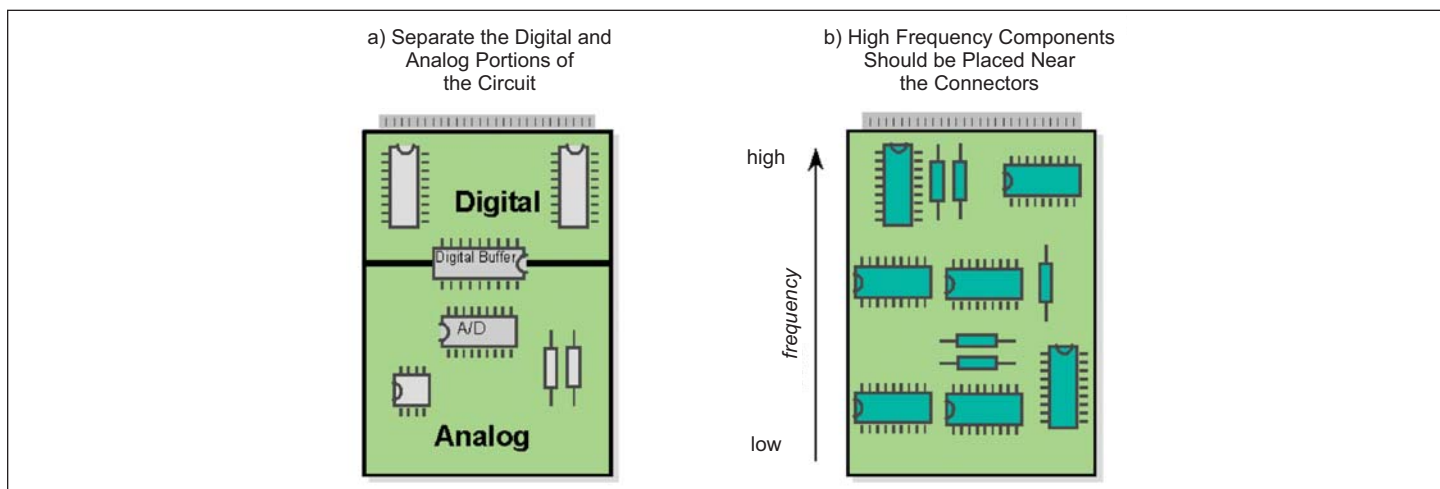 a) Separate the Digital and
Analog Portions of
the Circuit
Digital
Digital Buffer
A/D
Analog
b) High Frequency Components
Should be Placed Near
the Connectors
high
frequency
low